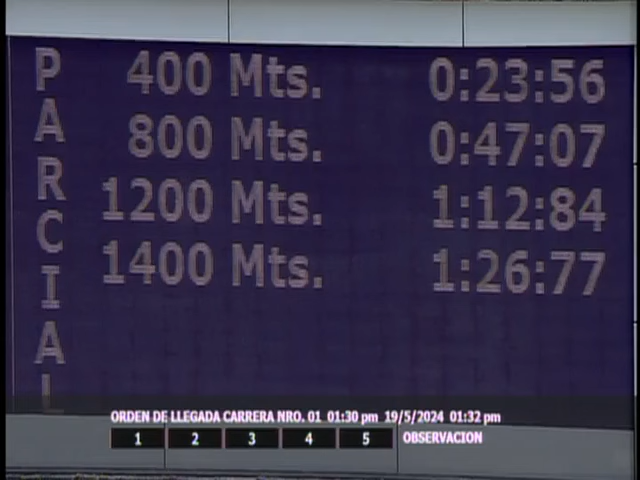 PARCIAL
400 Mts. 0:23:56
800 Mts. 0:47:07
1200 Mts. 1:12:84
1400 Mts. 1:26:77
ORDEN DE LLEGADA CARRERA NRO. 01 01:30 pm 19/5/2024 01:32 pm
1 2 3 4 5 OBSERVACION